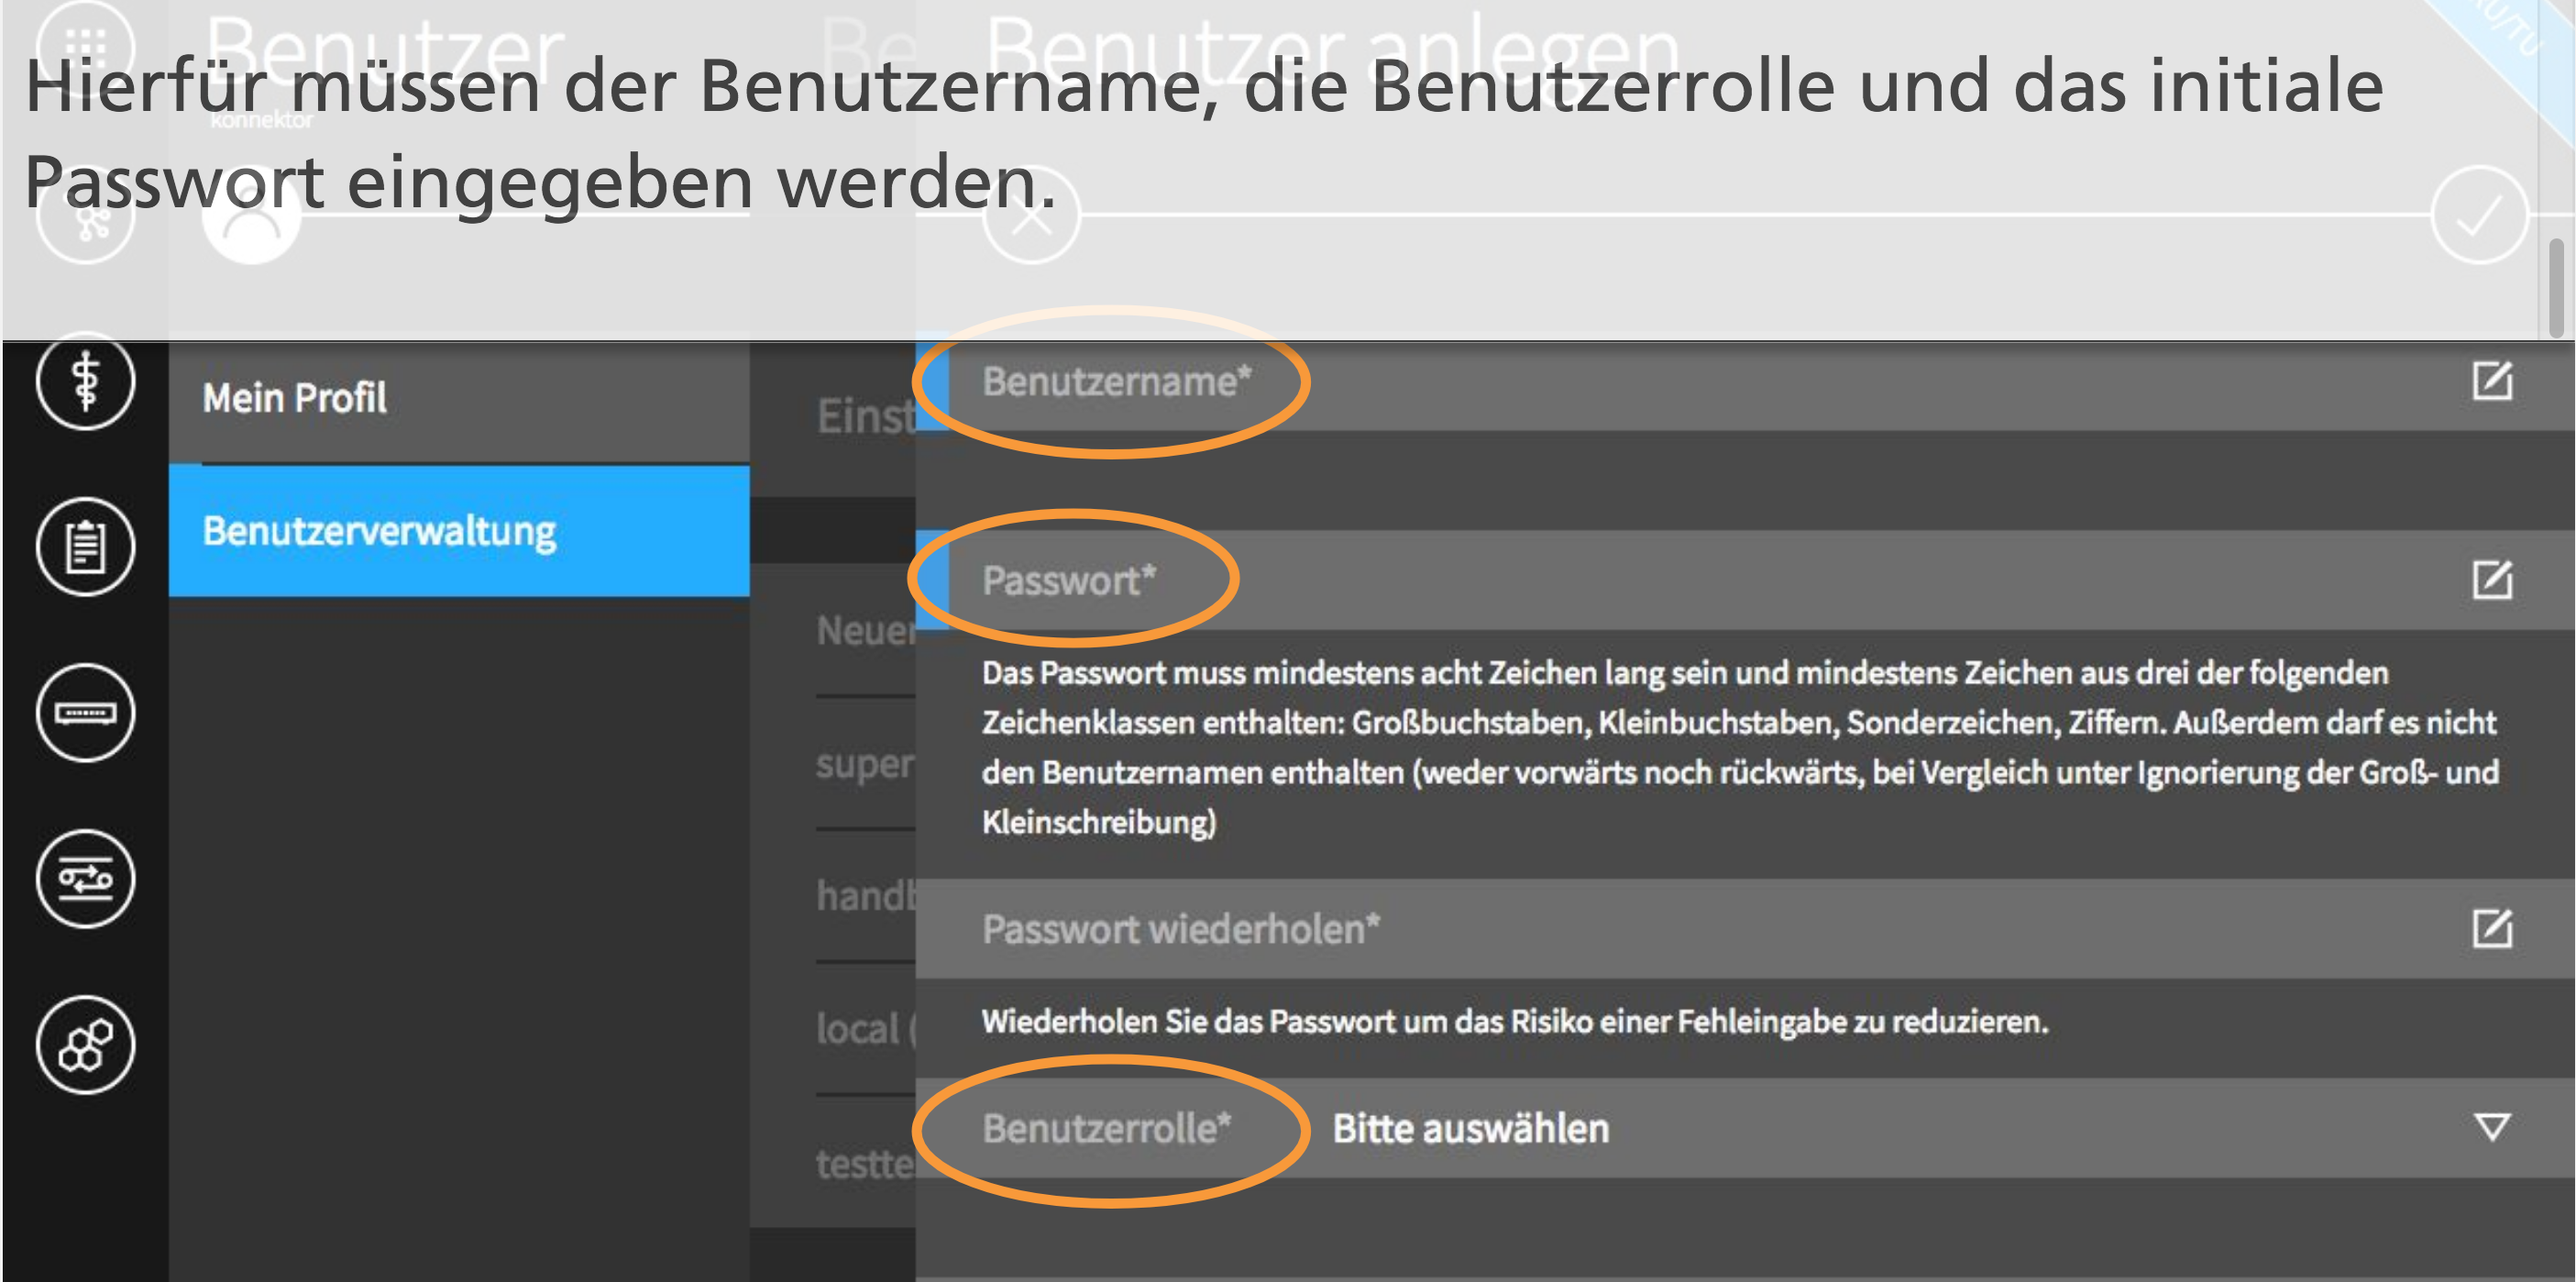 Benutzer
Be
Benutzer anlegen
KU/TU
Hierfür müssen der Benutzername, die Benutzerrolle und das initiale
konnektor
Passwort eingegeben werden.
Mein Profil
Benutzerverwaltung
Einst
Neuer
super
handb
local (
testte
Benutzername*
Passwort*
Das Passwort muss mindestens acht Zeichen lang sein und mindestens Zeichen aus drei der folgenden
Zeichenklassen enthalten: Großbuchstaben, Kleinbuchstaben, Sonderzeichen, Ziffern. Außerdem darf es nicht
den Benutzernamen enthalten (weder vorwärts noch rückwärts, bei Vergleich unter Ignorierung der Groß- und
Kleinschreibung)
Passwort wiederholen*
Wiederholen Sie das Passwort um das Risiko einer Fehleingabe zu reduzieren.
Benutzerrolle* Bitte auswählen